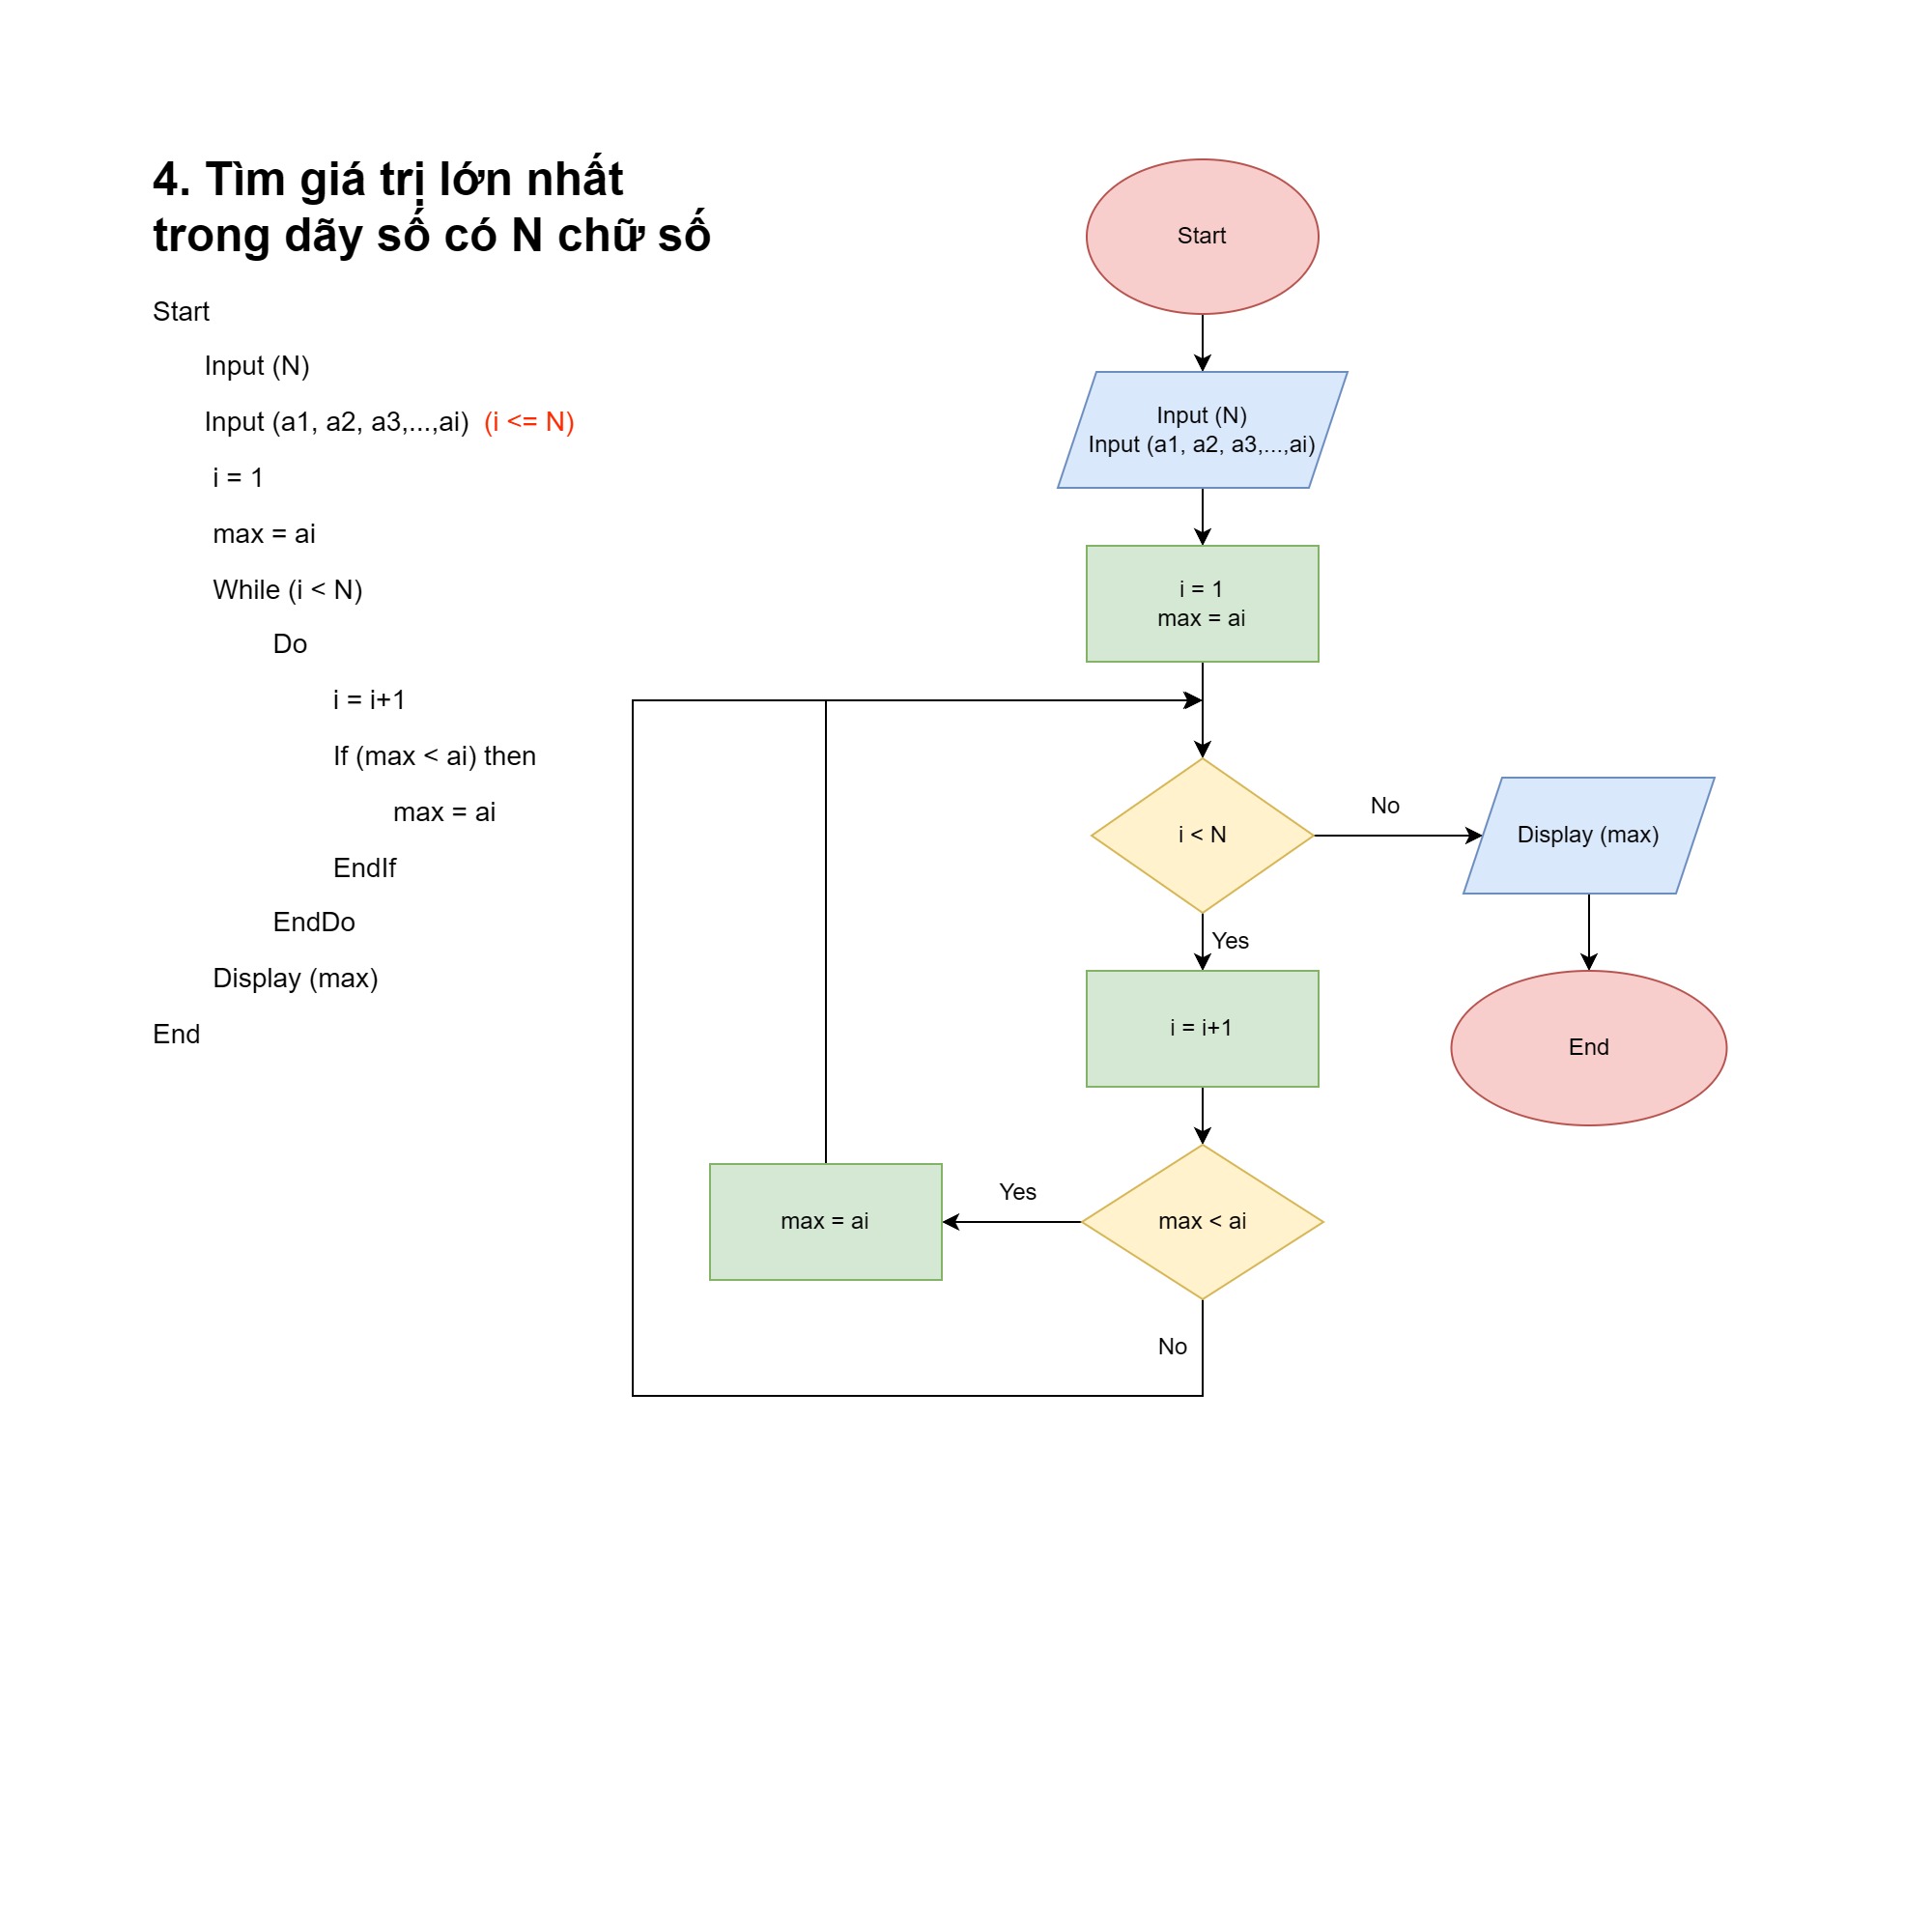 4. Tìm giá trị lớn nhất
trong dãy số có N chữ số
Start
Input (N)
Input (a1, a2, a3,...,ai) (i <= N)
i = 1
max = ai
While (i < N)
Do
i = i+1
If (max < ai) then
max = ai
EndIf
EndDo
Display (max)
End
Start
Input (N)
Input (a1, a2, a3,...,ai)
i = 1
max = ai
i < N
No
Display (max)
Yes
i = i+1
End
max < ai
Yes
max = ai
No